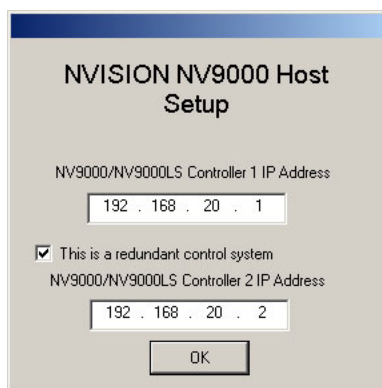 NVISION NV9000 Host
Setup
NV9000/NV9000LS Controller 1 IP Address
192 . 168 . 20 . 1
This is a redundant control system
NV9000/NV9000LS Controller 2 IP Address
192 . 168 . 20 . 2
OK